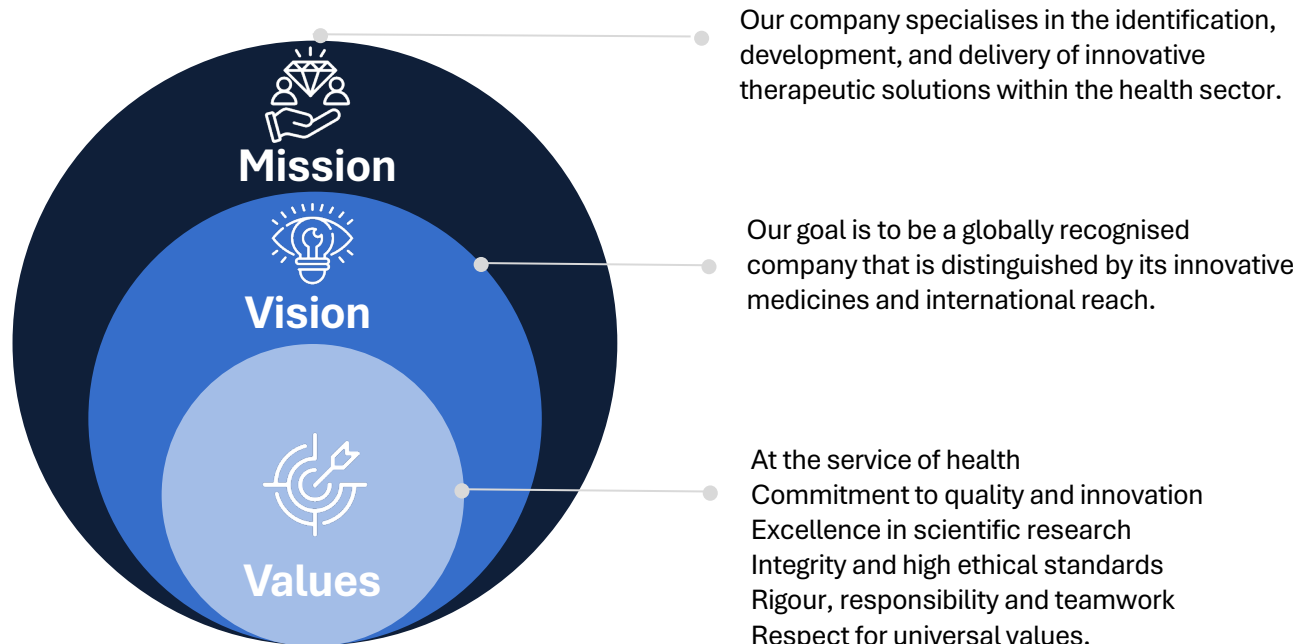 Our company specialises in the identification,
development, and delivery of innovative
therapeutic solutions within the health sector.
Mission
Our goal is to be a globally recognised
company that is distinguished by its innovative
medicines and international reach.
Vision
At the service of health
Commitment to quality and innovation
Excellence in scientific research
Integrity and high ethical standards
Rigour, responsibility and teamwork
Respect for universal values.
Values